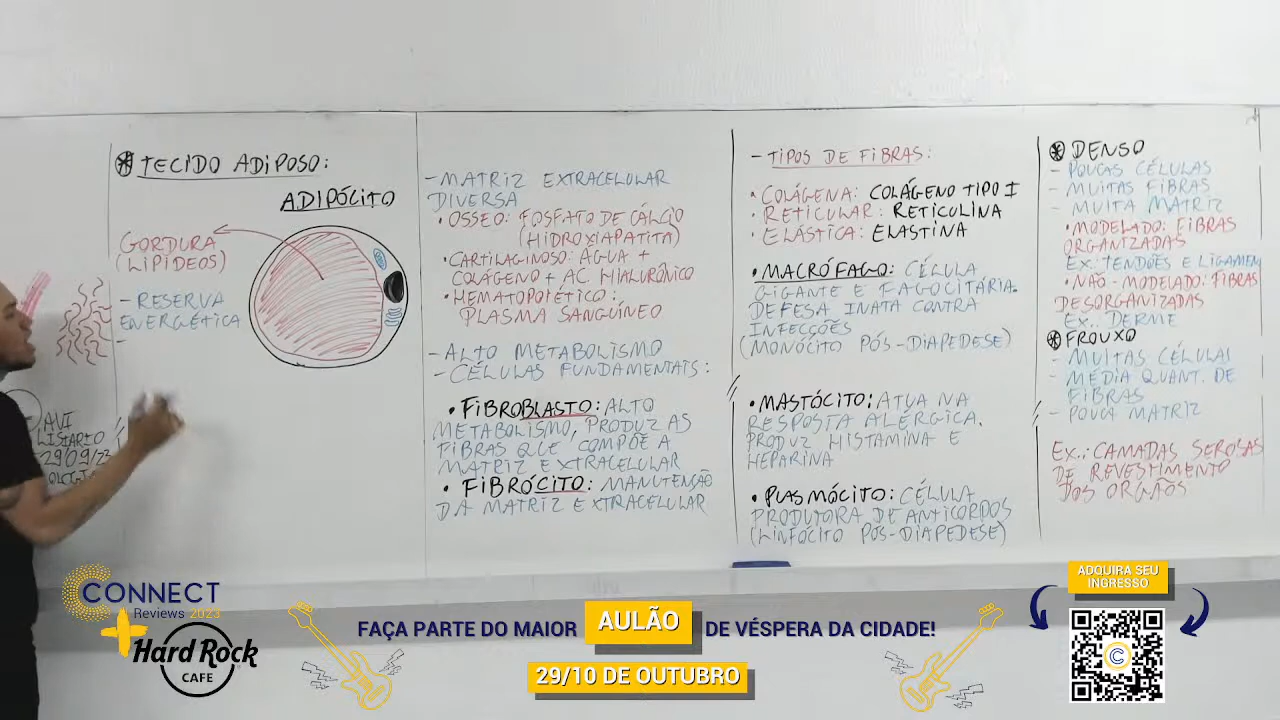 AVI
LISTARIO
2909/23
* TECIDO ADIPOSO:
ADIPÓCITO
GORDURA
(LIPÍDEOS)
- RESERVA
ENERGÉTICA
-
- MATRIZ EXTRACELULAR
DIVERSA
• OSSEO: FOSFATO DE CÁLCIO
(HIDROXIAPATITA)
• CARTILAGINOSO: ÁGUA +
COLÁGENO + AC. HIALURÔNICO
• HEMATOPOIÉTICO:
PLASMA SANGÚINEO
- ALTO METABOLISMO
- CÉLULAS FUNDAMENTAIS:
• FIBROBLASTO: ALTO
METABOLISMO, PRODUZ AS
FIBRAS QUE COMPÕE A
MATRIZ EXTRACELULAR
• FIBRÓCITO: MANUTENÇÃO
DA MATRIZ EXTRACELULAR
- TIPOS DE FIBRAS:
• COLÁGENA: COLÁGENO TIPO I
• RETICULAR: RETICULINA
• ELÁSTICA: ELASTINA
• MACRÓFAGO: CÉLULA
GIGANTE E FAGOCITÁRIA.
DEFESA INATA CONTRA
INFECÇÕES
(MONÓCITO PÓS-DIAPEDESE)
• MASTÓCITO: ATUA NA
RESPOSTA ALÉRGICA.
PRODUZ HISTAMINA E
HEPARINA
• PLASMÓCITO: CÉLULA
PRODUTORA DE ANTICORPOS
(LINFÓCITO PÓS-DIAPEDESE)
* DENSO
- POUCAS CÉLULAS
- MUITAS FIBRAS
- MUITA MATRIZ
• MODELADO: FIBRAS
ORGANIZADAS
EX: TENDÕES E LIGAMEN
• NÃO-MODELADO: FIBRAS
DESORGANIZADAS
EX.: DERME
* FROUXO
- MUITAS CÉLULAS
- MÉDIA QUANT. DE
FIBRAS
- POUCA MATRIZ
EX.: CAMADAS SEROSAS
DE REVESTIMENTO
DOS ORGÃOS
CONNECT
Reviews 2023
+ Hard Rock
CAFE
FAÇA PARTE DO MAIOR AULÃO DE VÉSPERA DA CIDADE!
29/10 DE OUTUBRO
ADQUIRA SEU
INGRESSO